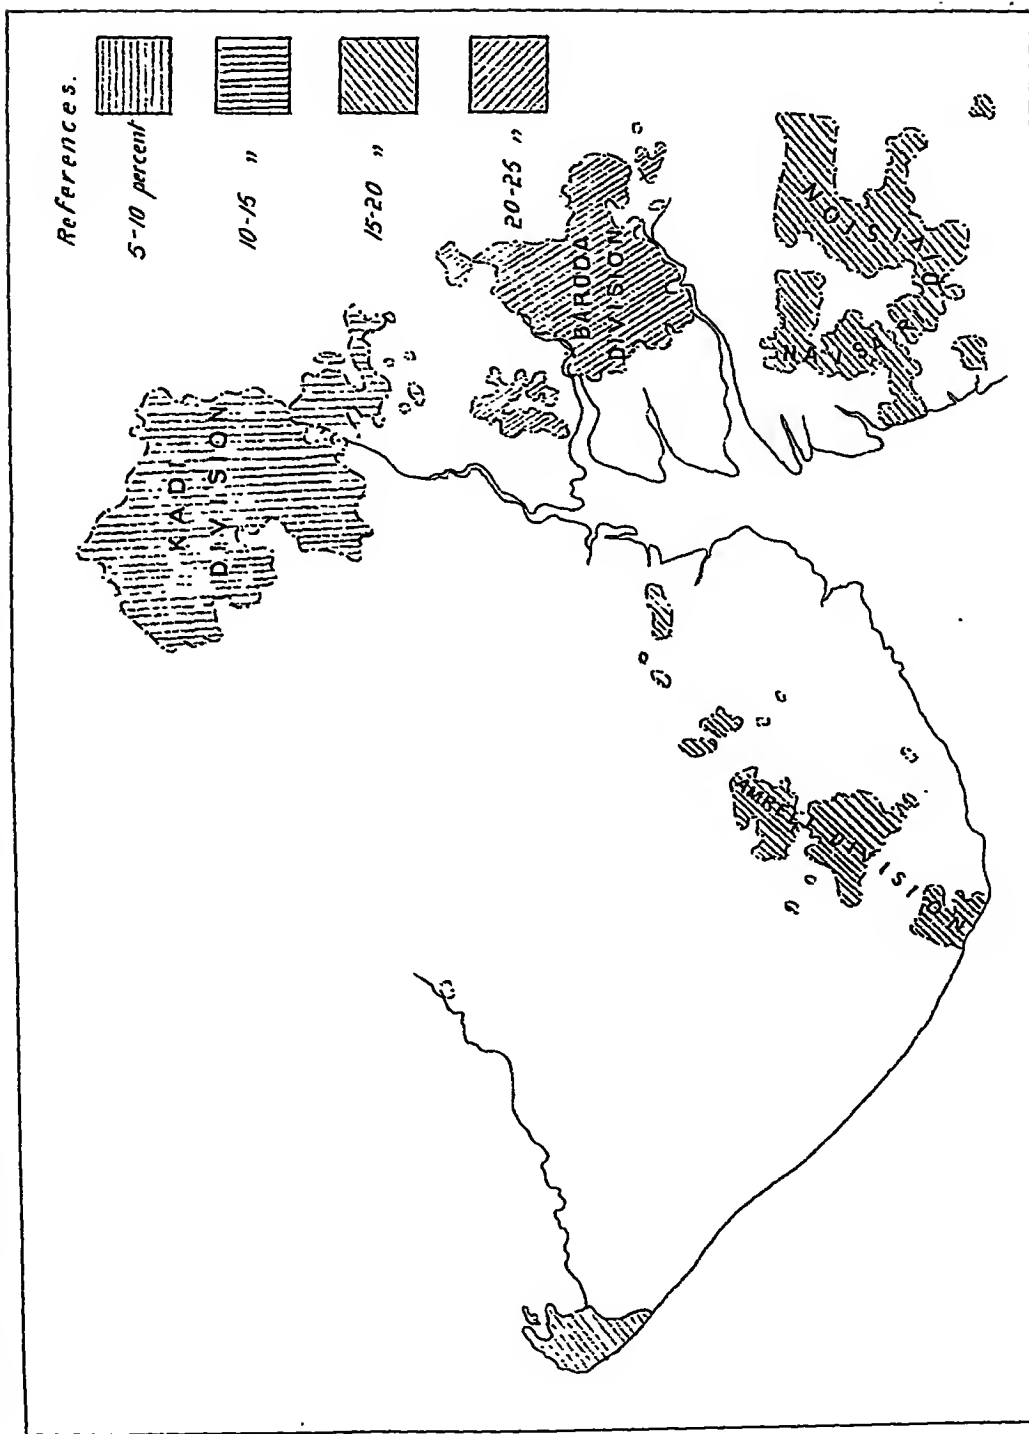 References.
5-10 percent
10-15 "
15-20 "
20-25 "
KADI
DIVISION
BARODA
DIVISION
NAVSARI DIVISION
AMRELI DIVISION